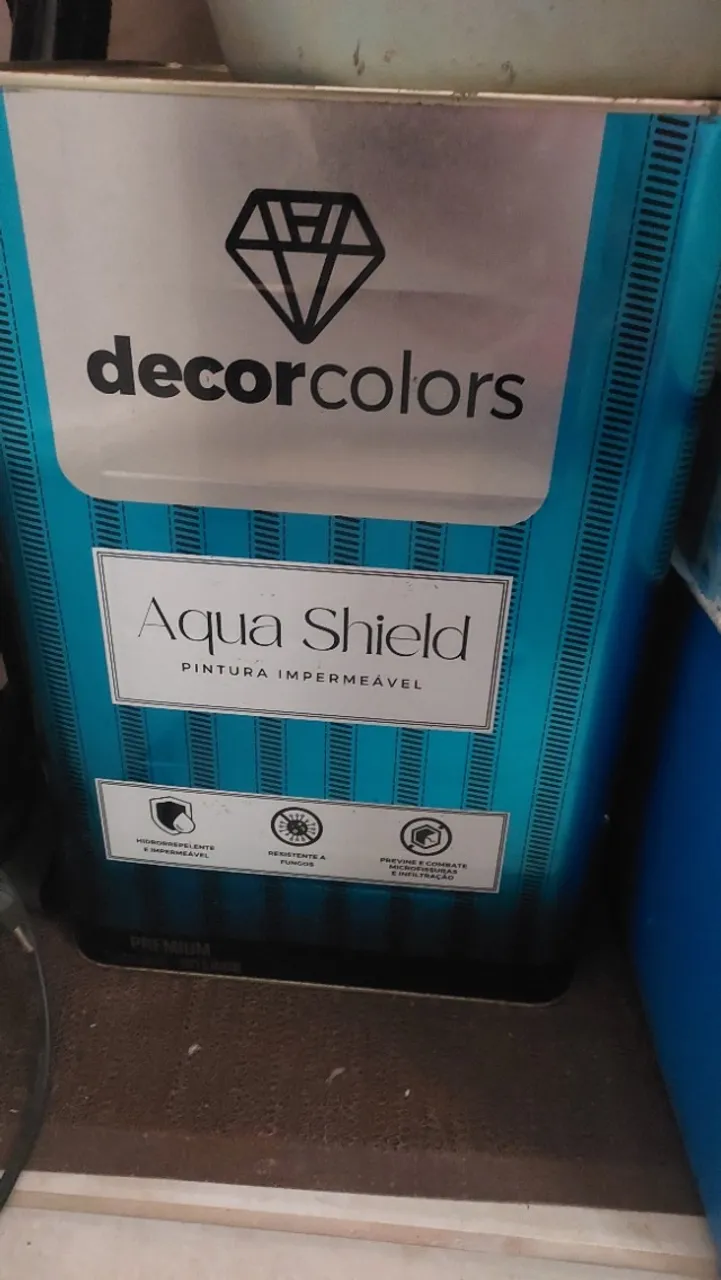 decorcolors
Aqua Shield
PINTURA IMPERMEÁVEL
HIDRORREPELENTE
E IMPERMEÁVEL
RESISTENTE A
FUNGOS
PREVINE E COMBATE
MICROFISSURAS
E INFILTRAÇÃO
PREMIUM